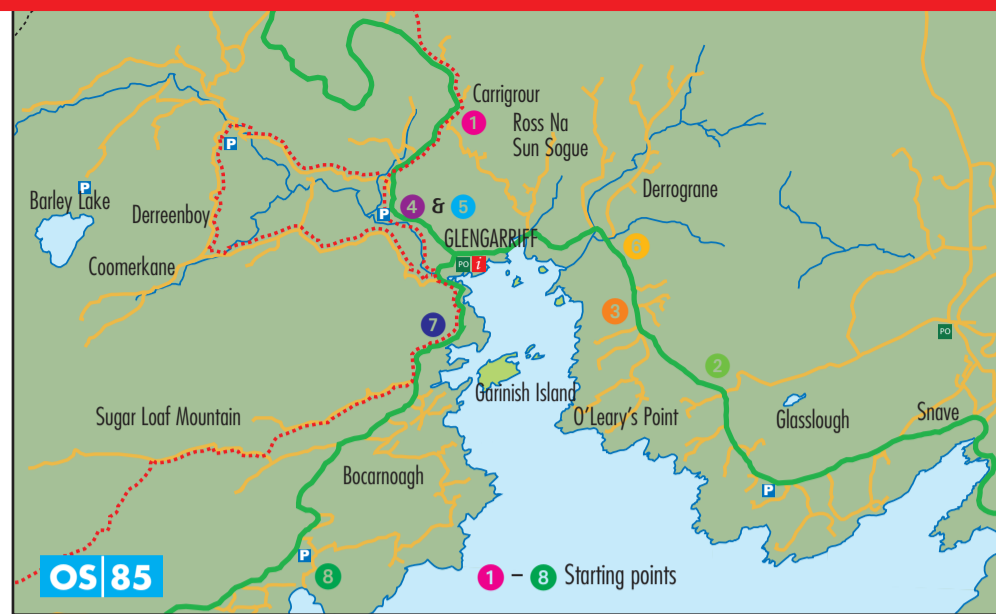 Carrigrour
1
Ross Na
Sun Sogue
P
P
Barley Lake
Derreenboy
Derrograne
P
4 & 5
GLENGARRIFF
6
Coomerkane
PO i
3
7
PO
2
Garinish Island
Sugar Loaf Mountain
O'Leary's Point
Glasslough
Snave
Bocarnoagh
P
P
OS 85
8
1 – 8 Starting points